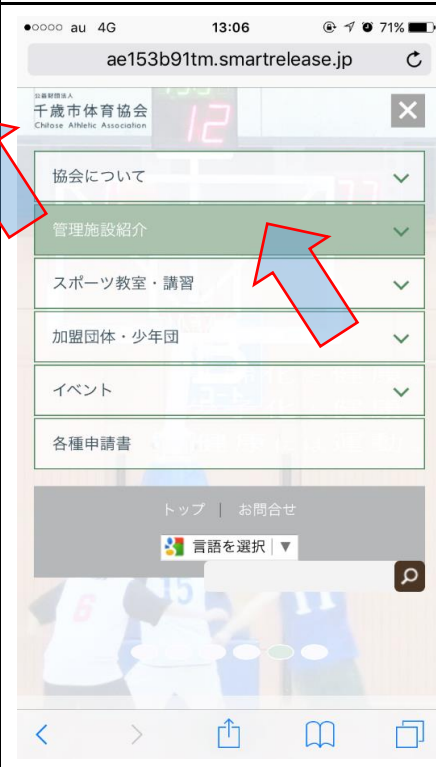 ●○○○○ au 4G 13:06 71%
ae153b91tm.smartrelease.jp
公益財団法人
千歳市体育協会
Chitose Athletic Association
12
協会について
管理施設紹介
スポーツ教室・講習
加盟団体・少年団
イベント
各種申請書
トップ | お問合せ
言語を選択 ▼
15
6